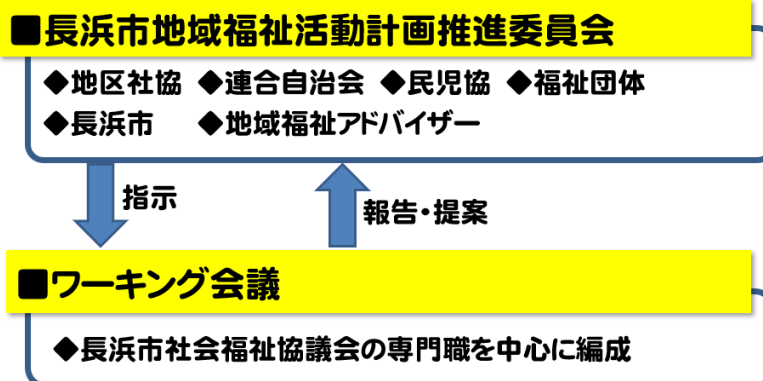 ■長浜市地域福祉活動計画推進委員会
◆地区社協 ◆連合自治会 ◆民児協 ◆福祉団体
◆長浜市 ◆地域福祉アドバイザー
指示
報告・提案
■ワーキング会議
◆長浜市社会福祉協議会の専門職を中心に編成